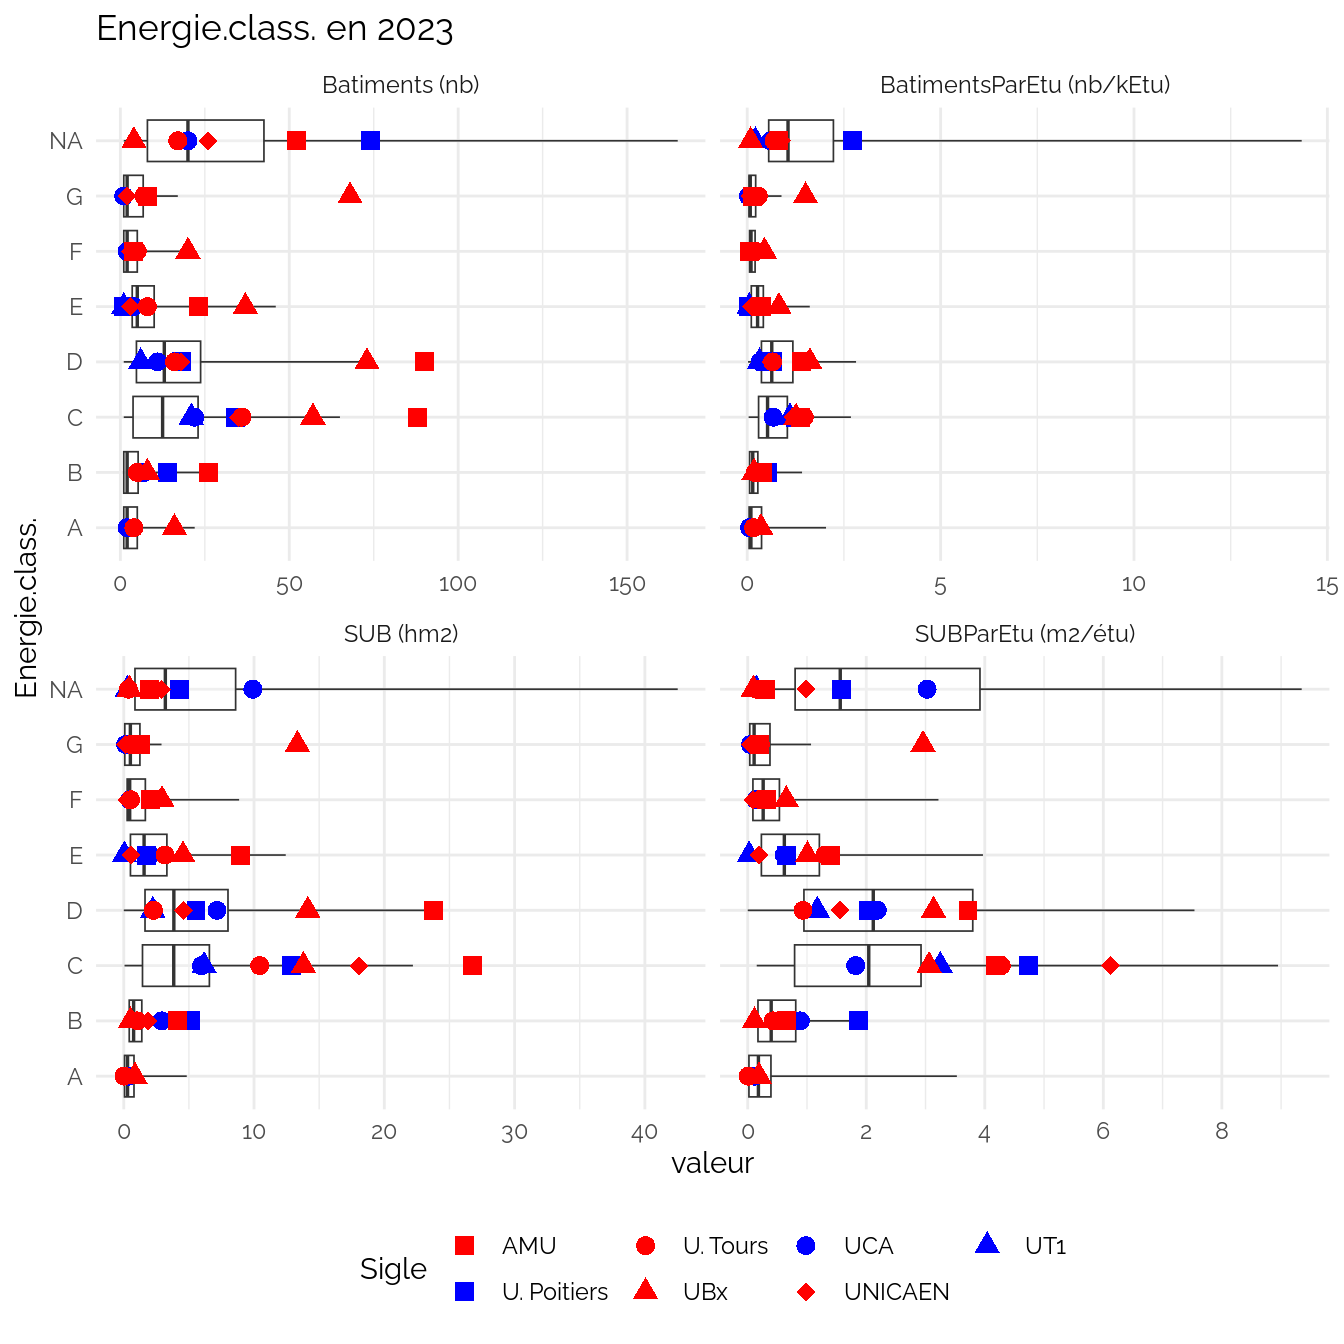 Energie.class. en 2023
Batiments (nb)
BatimentsParEtu (nb/kEtu)
NA
G
F
E
D
C
B
A
0 50 100 150
0 5 10 15
SUB (hm2)
SUBParEtu (m2/étu)
NA
G
F
E
D
C
B
A
0 10 20 30 40
0 2 4 6 8
Energie.class.
valeur
Sigle
AMU U. Tours UCA UT1
U. Poitiers UBx UNICAEN